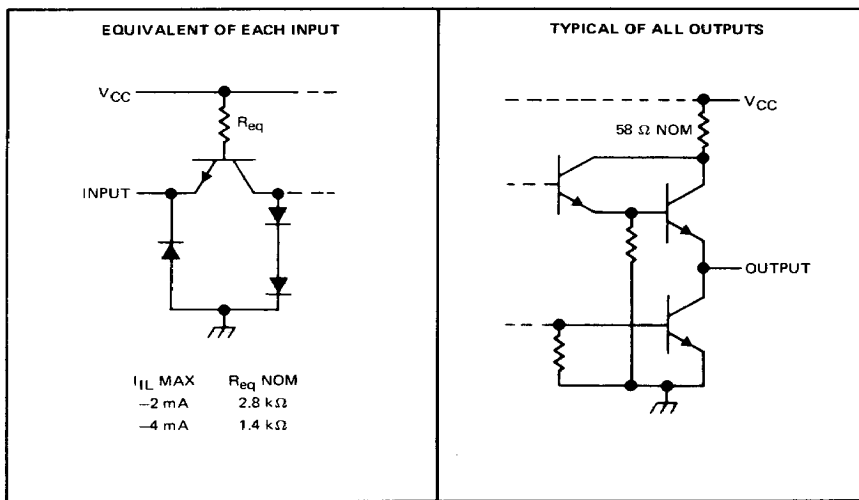 EQUIVALENT OF EACH INPUT
VCC
Req
INPUT
IIL MAX Req NOM
−2 mA 2.8 kΩ
−4 mA 1.4 kΩ
TYPICAL OF ALL OUTPUTS
VCC
58 Ω NOM
OUTPUT